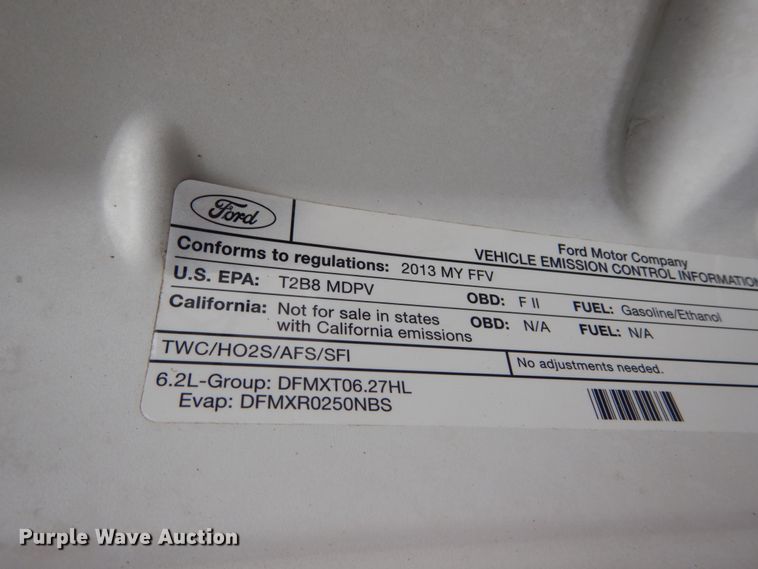 Ford
Ford Motor Company
VEHICLE EMISSION CONTROL INFORMATION
Conforms to regulations: 2013 MY FFV
U.S. EPA: T2B8 MDPV OBD: F II FUEL: Gasoline/Ethanol
California: Not for sale in states with California emissions OBD: N/A FUEL: N/A
TWC/HO2S/AFS/SFI No adjustments needed.
6.2L-Group: DFMXT06.27HL
Evap: DFMXR0250NBS
Purple Wave Auction